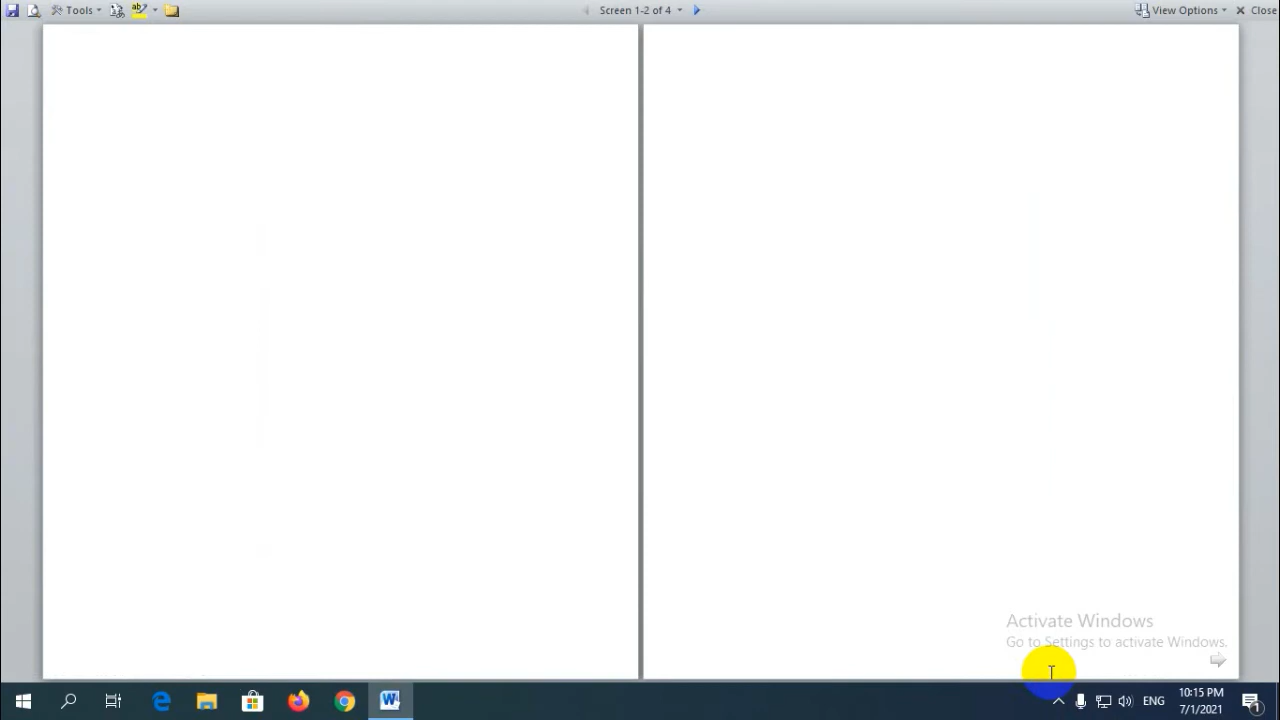 Tools
Screen 1-2 of 4
View Options
Close
Activate Windows
Go to Settings to activate Windows.
ENG
10:15 PM
7/1/2021
1